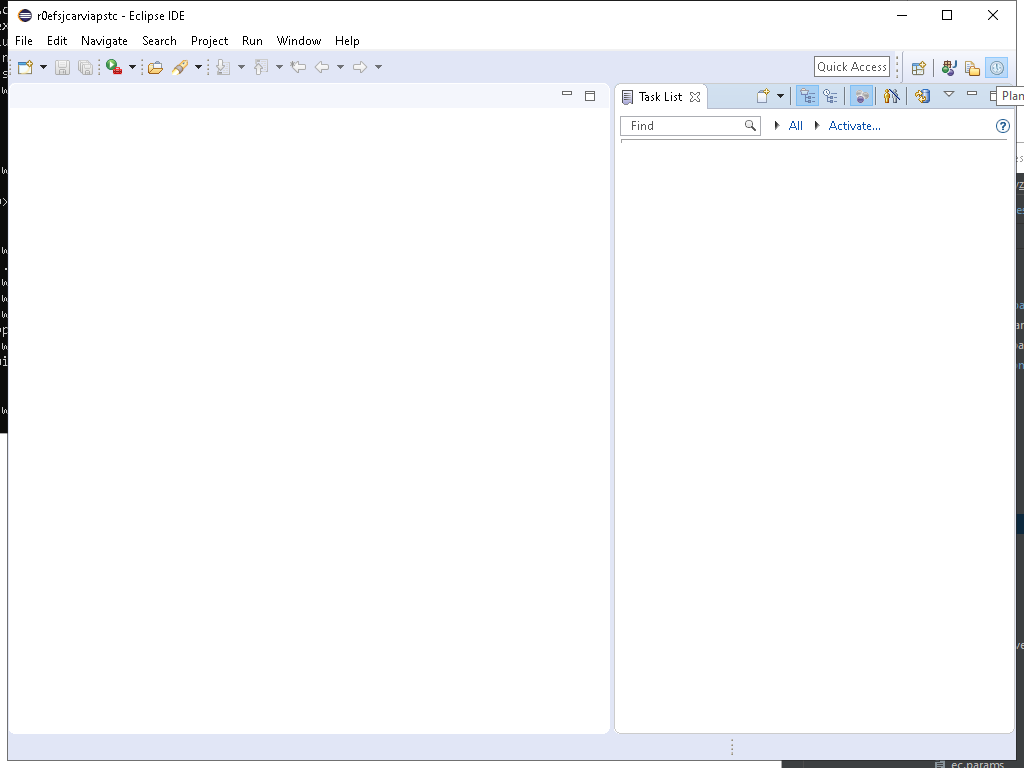 r0efsjcarviapstc - Eclipse IDE
File Edit Navigate Search Project Run Window Help
Quick Access
Task List
Plan
Find All Activate...
ec.params